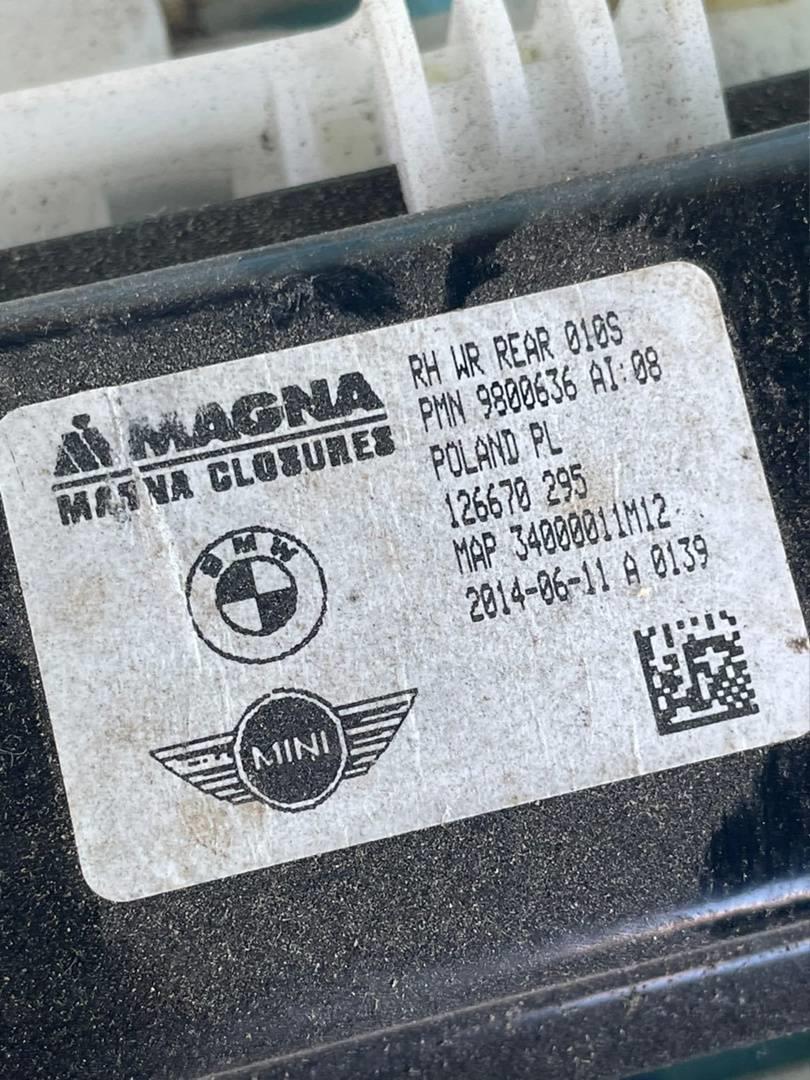 MAGNA
MAGNA CLOSURES
RH WR REAR 010S
PMN 9800636 AI:08
POLAND PL
126670 295
MAP 34000011M12
2014-06-11 A 0139
BMW
MINI